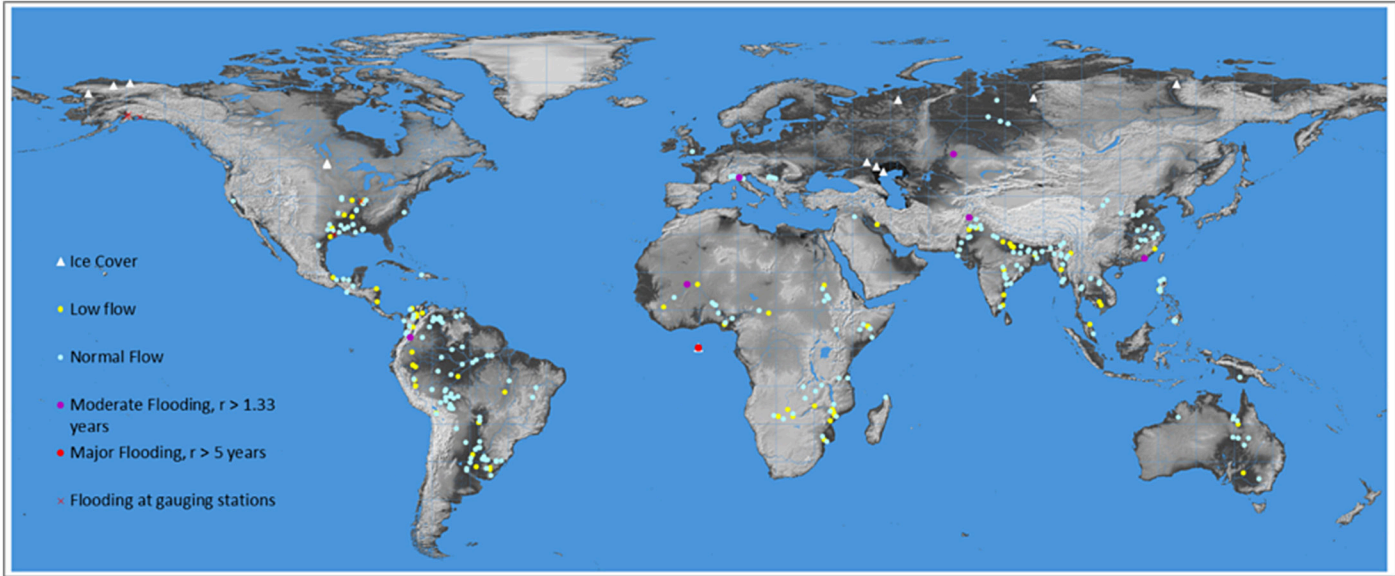 Ice Cover
Low flow
Normal Flow
Moderate Flooding, r > 1.33
years
Major Flooding, r > 5 years
Flooding at gauging stations